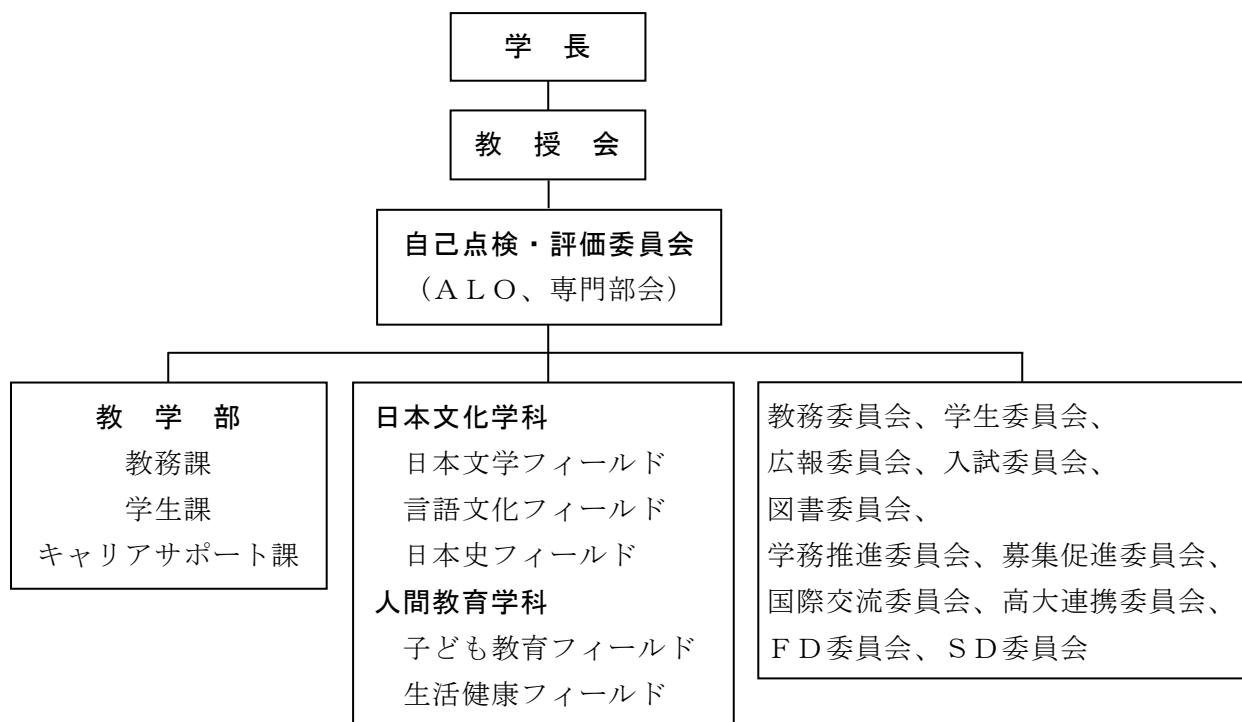 学 長
教 授 会
自己点検・評価委員会
（ＡＬＯ、専門部会）
教 学 部
教務課
学生課
キャリアサポート課
日本文化学科
日本文学フィールド
言語文化フィールド
日本史フィールド
人間教育学科
子ども教育フィールド
生活健康フィールド
教務委員会、学生委員会、
広報委員会、入試委員会、
図書委員会、
学務推進委員会、募集促進委員会、
国際交流委員会、高大連携委員会、
ＦＤ委員会、ＳＤ委員会